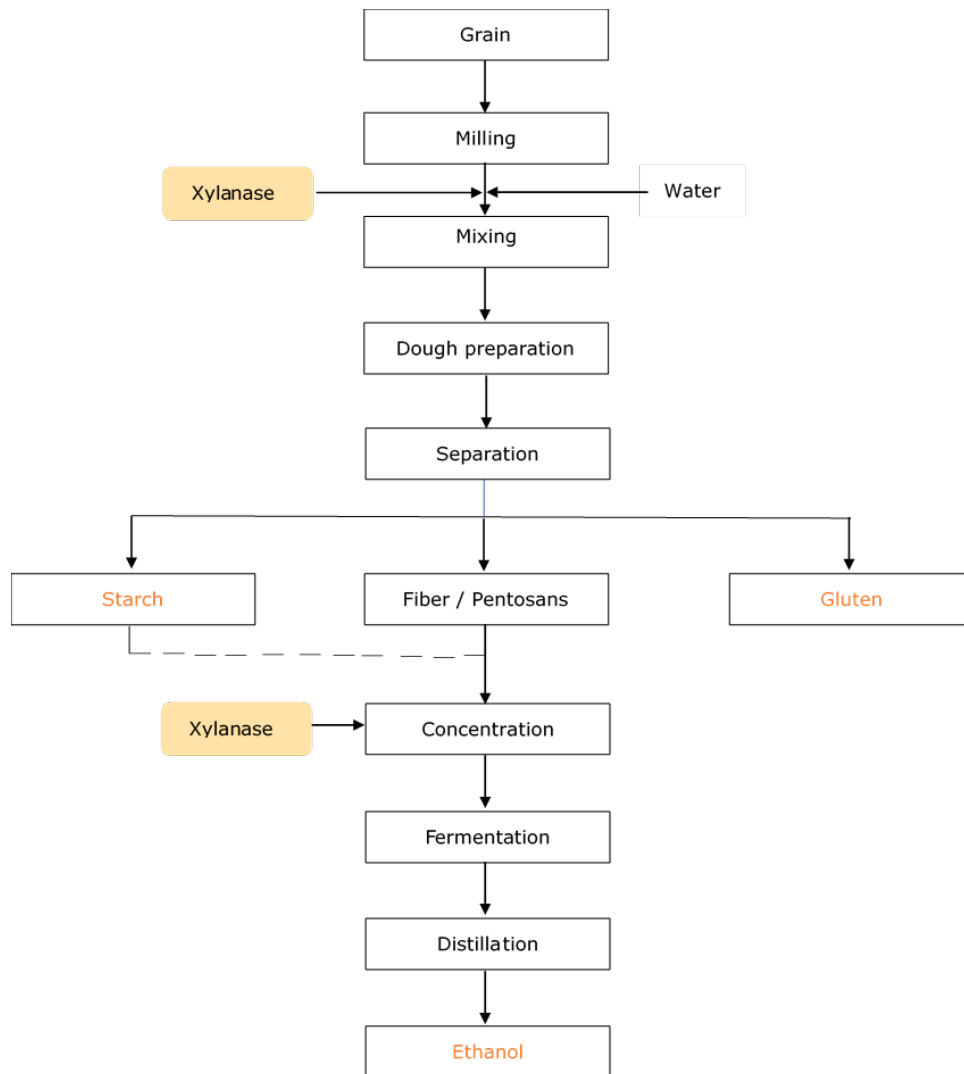 Grain
Milling
Xylanase
Water
Mixing
Dough preparation
Separation
Starch
Fiber / Pentosans
Gluten
Xylanase
Concentration
Fermentation
Distillation
Ethanol